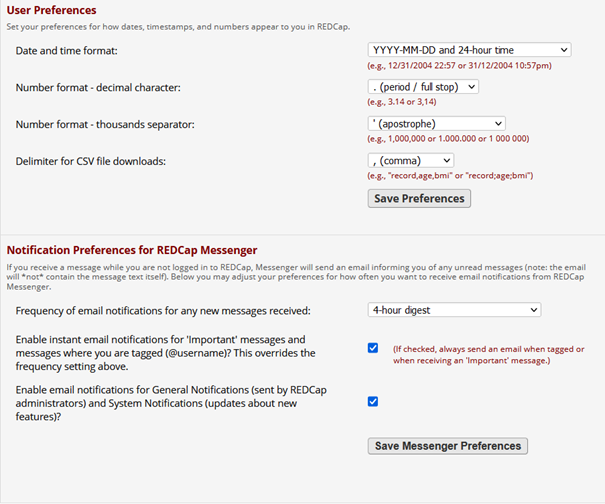 User Preferences
Set your preferences for how dates, timestamps, and numbers appear to you in REDCap.
Date and time format:
YYYY-MM-DD and 24-hour time
(e.g., 12/31/2004 22:57 or 31/12/2004 10:57pm)
Number format - decimal character:
. (period / full stop)
(e.g., 3.14 or 3,14)
Number format - thousands separator:
' (apostrophe)
(e.g., 1,000,000 or 1.000.000 or 1 000 000)
Delimiter for CSV file downloads:
, (comma)
(e.g., "record,age,bmi" or "record;age;bmi")
Save Preferences
Notification Preferences for REDCap Messenger
If you receive a message while you are not logged in to REDCap, Messenger will send an email informing you of any unread messages (note: the email
will *not* contain the message text itself). Below you may adjust your preferences for how often you want to receive email notifications from REDCap
Messenger.
Frequency of email notifications for any new messages received:
4-hour digest
Enable instant email notifications for 'Important' messages and
messages where you are tagged (@username)? This overrides the
frequency setting above.
(If checked, always send an email when tagged or
when receiving an 'Important' message.)
Enable email notifications for General Notifications (sent by REDCap
administrators) and System Notifications (updates about new
features)?
Save Messenger Preferences